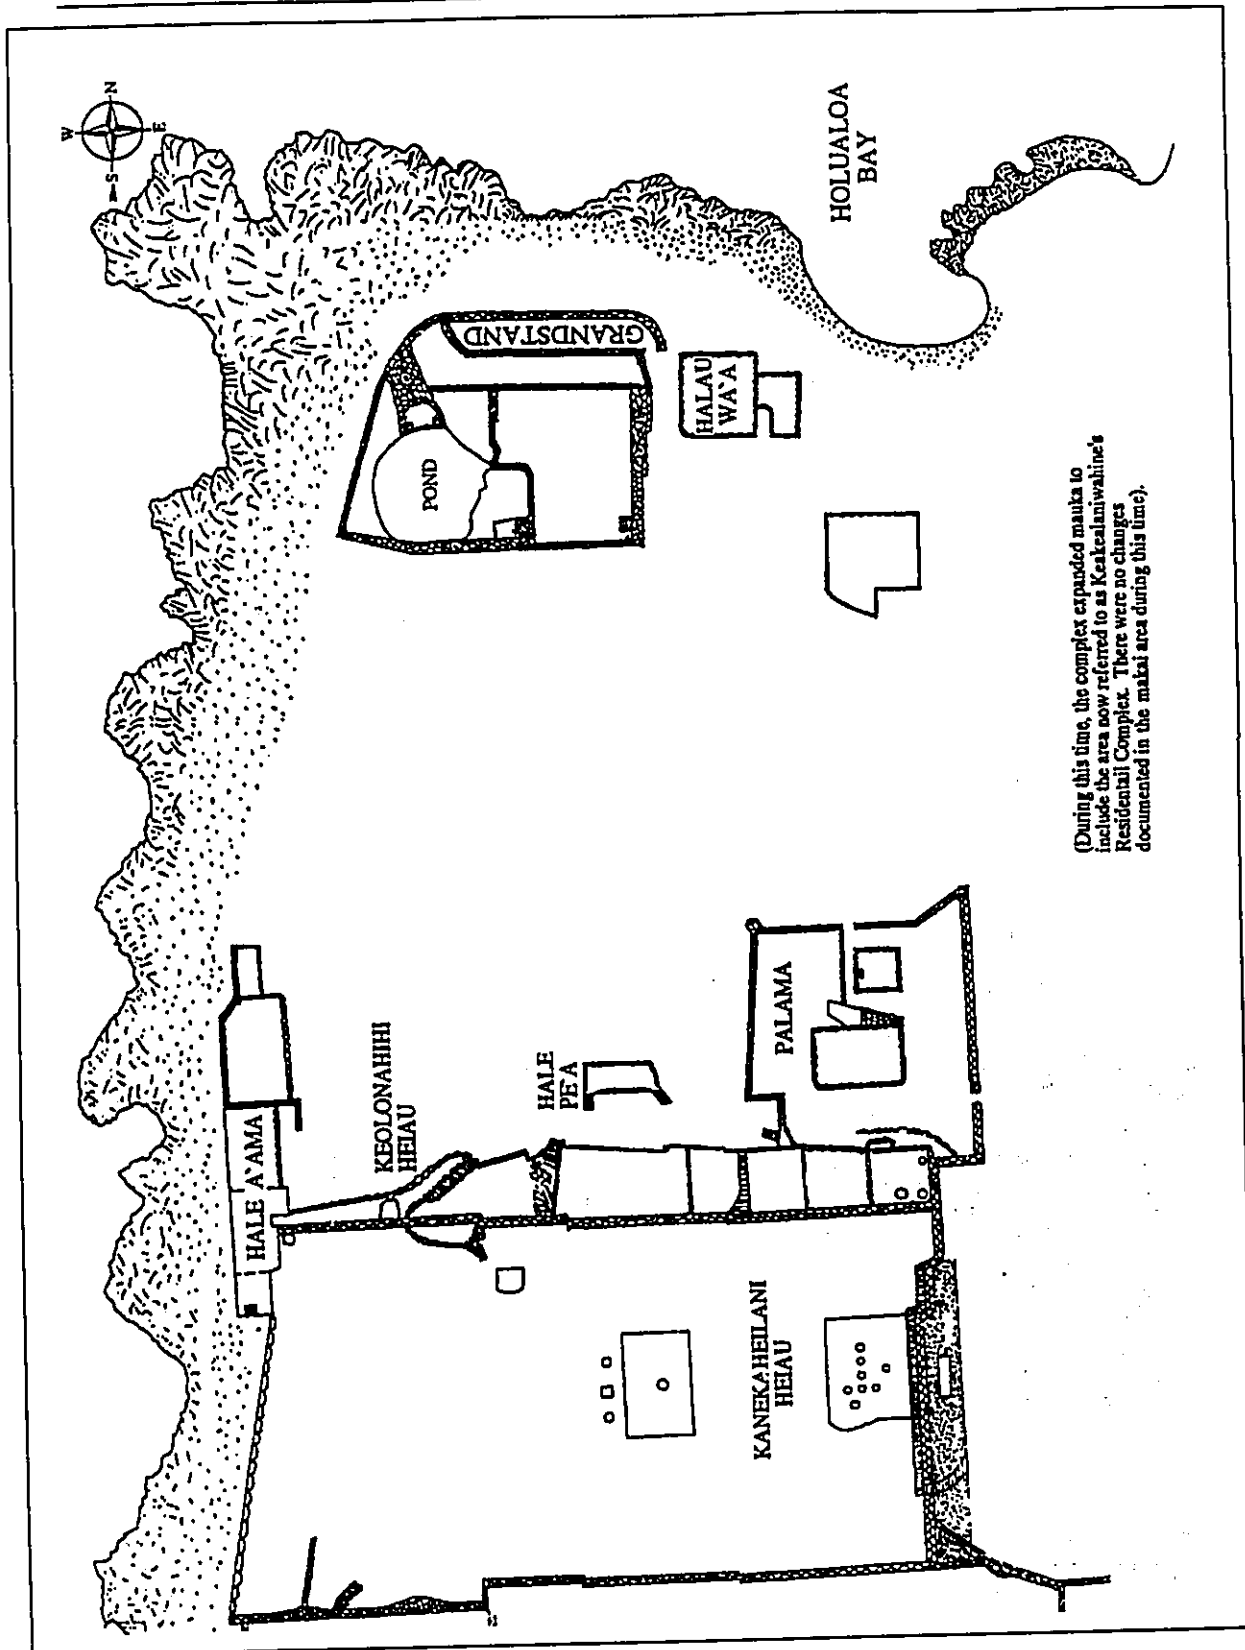 N
W
E
S
HOLUALOA
BAY
GRANDSTAND
POND
HALAU
WA'A
(During this time, the complex expanded mauka to
include the area now referred to as Keakealaniwahine's
Residentail Complex. There were no changes
documented in the makai area during this time).
HALE A'AMA
KEOLONAHIHI
HEIAU
HALE
PE'A
PALAMA
KANEKAHEILANI
HEIAU